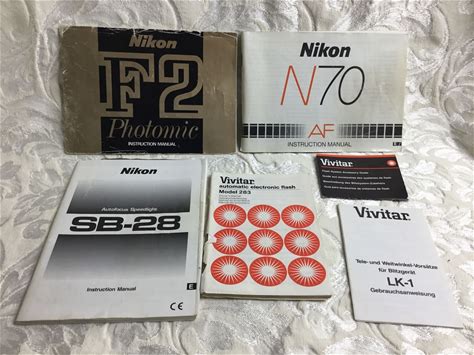 Nikon
F2
Photomic
INSTRUCTION MANUAL
Nikon
N70
AF
INSTRUCTION MANUAL
Nikon
Autofocus Speedlight
SB-28
Instruction Manual
E
CE
Vivitar
automatic electronic flash
Model 283
Vivitar
Vivitar
Tele- und Weitwinkel-Vorsätze
für Blitzgerät
LK-1
Gebrauchsanweisung